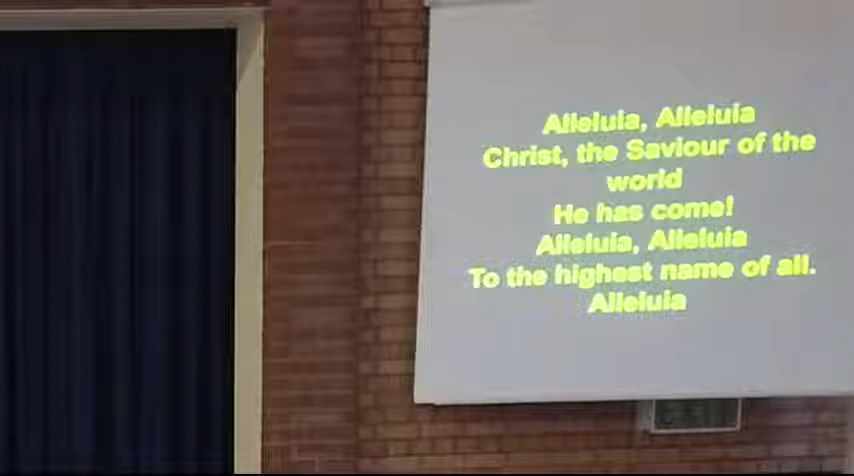 Alleluia, Alleluia
Christ, the Saviour of the
world
He has come!
Alleluia, Alleluia
To the highest name of all.
Alleluia